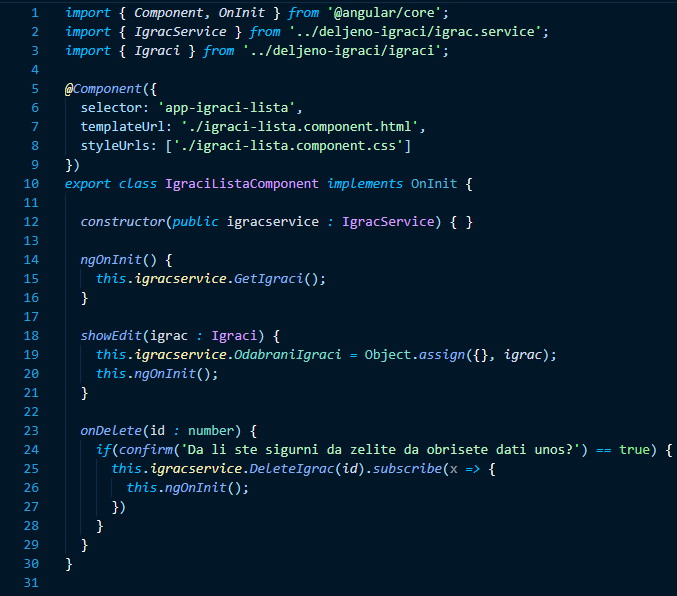 1 import { Component, OnInit } from '@angular/core';
2 import { IgracService } from '../deljeno-igraci/igrac.service';
3 import { Igraci } from '../deljeno-igraci/igraci';
4
5 @Component({
6   selector: 'app-igraci-lista',
7   templateUrl: './igraci-lista.component.html',
8   styleUrls: ['./igraci-lista.component.css']
9 })
10 export class IgraciListaComponent implements OnInit {
11
12   constructor(public igracservice : IgracService) { }
13
14   ngOnInit() {
15     this.igracservice.GetIgraci();
16   }
17
18   showEdit(igrac : Igraci) {
19     this.igracservice.OdabraniIgraci = Object.assign({}, igrac);
20     this.ngOnInit();
21   }
22
23   onDelete(id : number) {
24     if(confirm('Da li ste sigurni da zelite da obrisete dati unos?') == true) {
25       this.igracservice.DeleteIgrac(id).subscribe(x => {
26         this.ngOnInit();
27       })
28     }
29   }
30 }
31